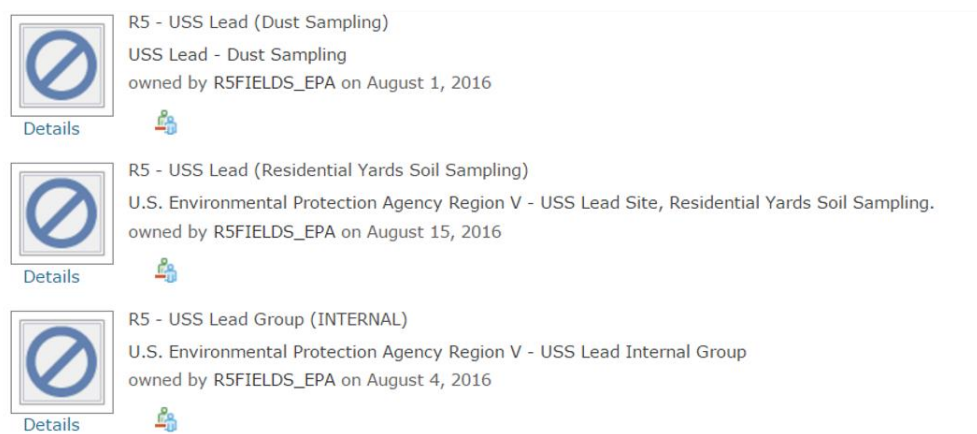 R5 - USS Lead (Dust Sampling)
USS Lead - Dust Sampling
owned by R5FIELDS_EPA on August 1, 2016
Details
R5 - USS Lead (Residential Yards Soil Sampling)
U.S. Environmental Protection Agency Region V - USS Lead Site, Residential Yards Soil Sampling.
owned by R5FIELDS_EPA on August 15, 2016
Details
R5 - USS Lead Group (INTERNAL)
U.S. Environmental Protection Agency Region V - USS Lead Internal Group
owned by R5FIELDS_EPA on August 4, 2016
Details